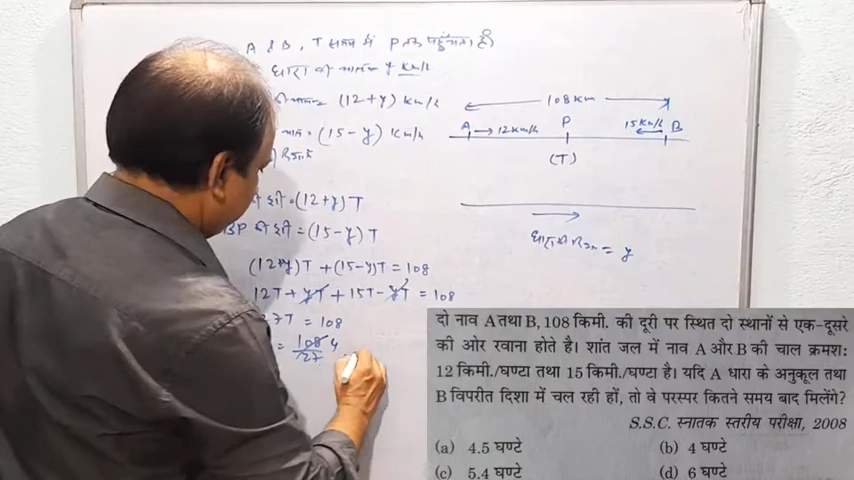 A & B, T समय में P तक पहुंचता है
धारा की चाल = y Km/h
(12+y) Km/h
108 Km
A → 12 Km/h P 15 Km/h B
= (15-y) Km/h
(T)
= (12+y)T
BP की दूरी = (15-y)T
= y
(12+y)T + (15-y)T = 108
12T + yT + 15T - yT = 108
27T = 108
= 108 4
27
दो नाव A तथा B, 108 किमी. की दूरी पर स्थित दो स्थानों से एक-दूसरे
की ओर रवाना होते है। शांत जल में नाव A और B की चाल क्रमशः
12 किमी./घण्टा तथा 15 किमी./घण्टा है। यदि A धारा के अनुकूल तथा
B विपरीत दिशा में चल रही हों, तो वे परस्पर कितने समय बाद मिलेंगे?
S.S.C. स्नातक स्तरीय परीक्षा, 2008
(a) 4.5 घण्टे (b) 4 घण्टे
(c) 5.4 घण्टे (d) 6 घण्टे